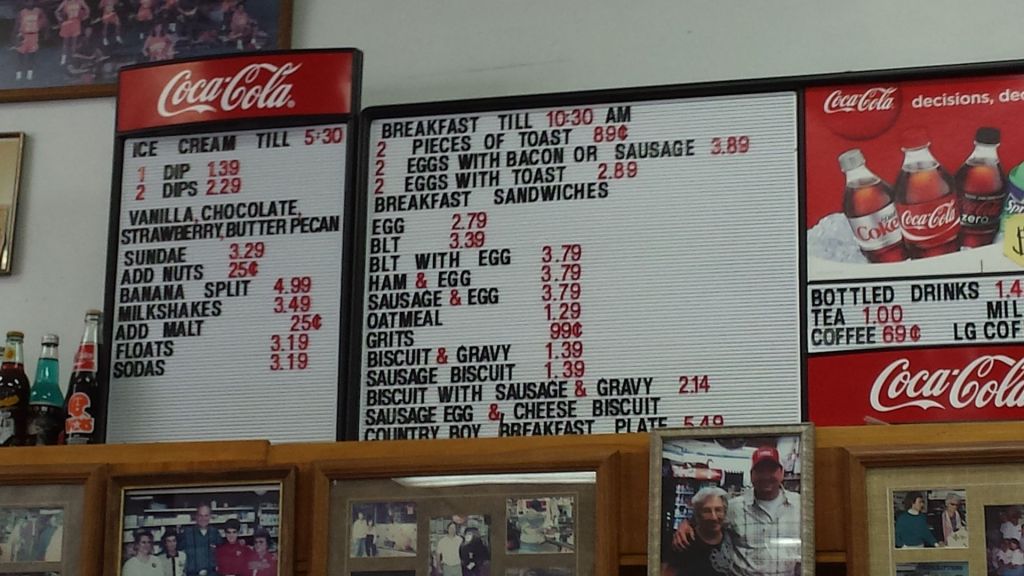 Coca-Cola
ICE CREAM TILL 5:30
1 DIP 1.39
2 DIPS 2.29
VANILLA, CHOCOLATE,
STRAWBERRY, BUTTER PECAN
SUNDAE 3.29
ADD NUTS 25¢
BANANA SPLIT 4.99
MILKSHAKES 3.49
ADD MALT 25¢
FLOATS 3.19
SODAS 3.19
BREAKFAST TILL 10:30 AM
2 PIECES OF TOAST 89¢
2 EGGS WITH BACON OR SAUSAGE 3.89
2 EGGS WITH TOAST 2.89
BREAKFAST SANDWICHES
EGG 2.79
BLT 3.39
BLT WITH EGG 3.79
HAM & EGG 3.79
SAUSAGE & EGG 3.79
OATMEAL 1.29
GRITS 99¢
BISCUIT & GRAVY 1.39
SAUSAGE BISCUIT 1.39
BISCUIT WITH SAUSAGE & GRAVY 2.14
SAUSAGE EGG & CHEESE BISCUIT
COUNTRY BOY BREAKFAST PLATE 5.49
Coca-Cola decisions, dec
Coke
Coca-Cola
zero
BOTTLED DRINKS 1.4
TEA 1.00 MIL
COFFEE 69¢ LG COF
Coca-Cola